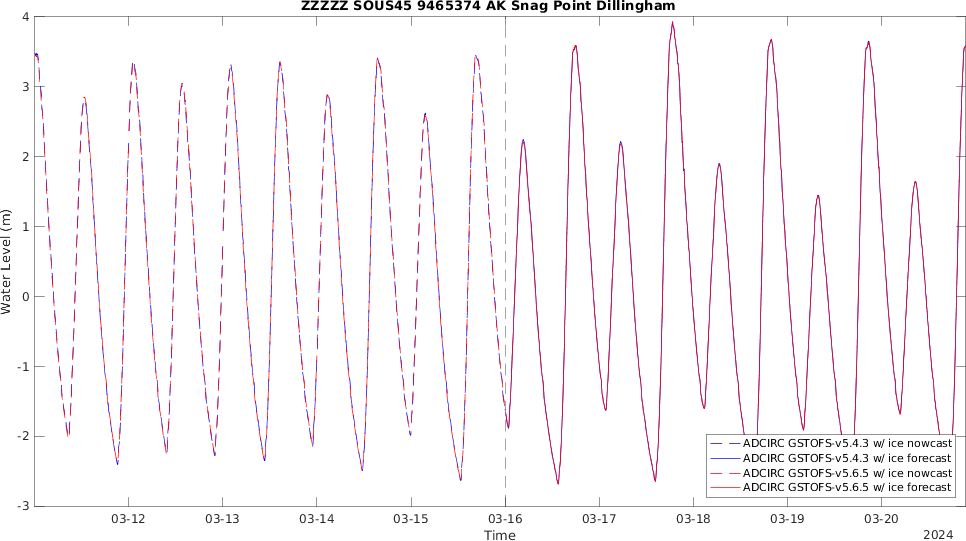 ZZZZZ SOUS45 9465374 AK Snag Point Dillingham
4
3
2
1
0
-1
-2
-3
Water Level (m)
ADCIRC GSTOFS-v5.4.3 w/ ice nowcast
ADCIRC GSTOFS-v5.4.3 w/ ice forecast
ADCIRC GSTOFS-v5.6.5 w/ ice nowcast
ADCIRC GSTOFS-v5.6.5 w/ ice forecast
03-12 03-13 03-14 03-15 03-16 03-17 03-18 03-19 03-20
Time
2024